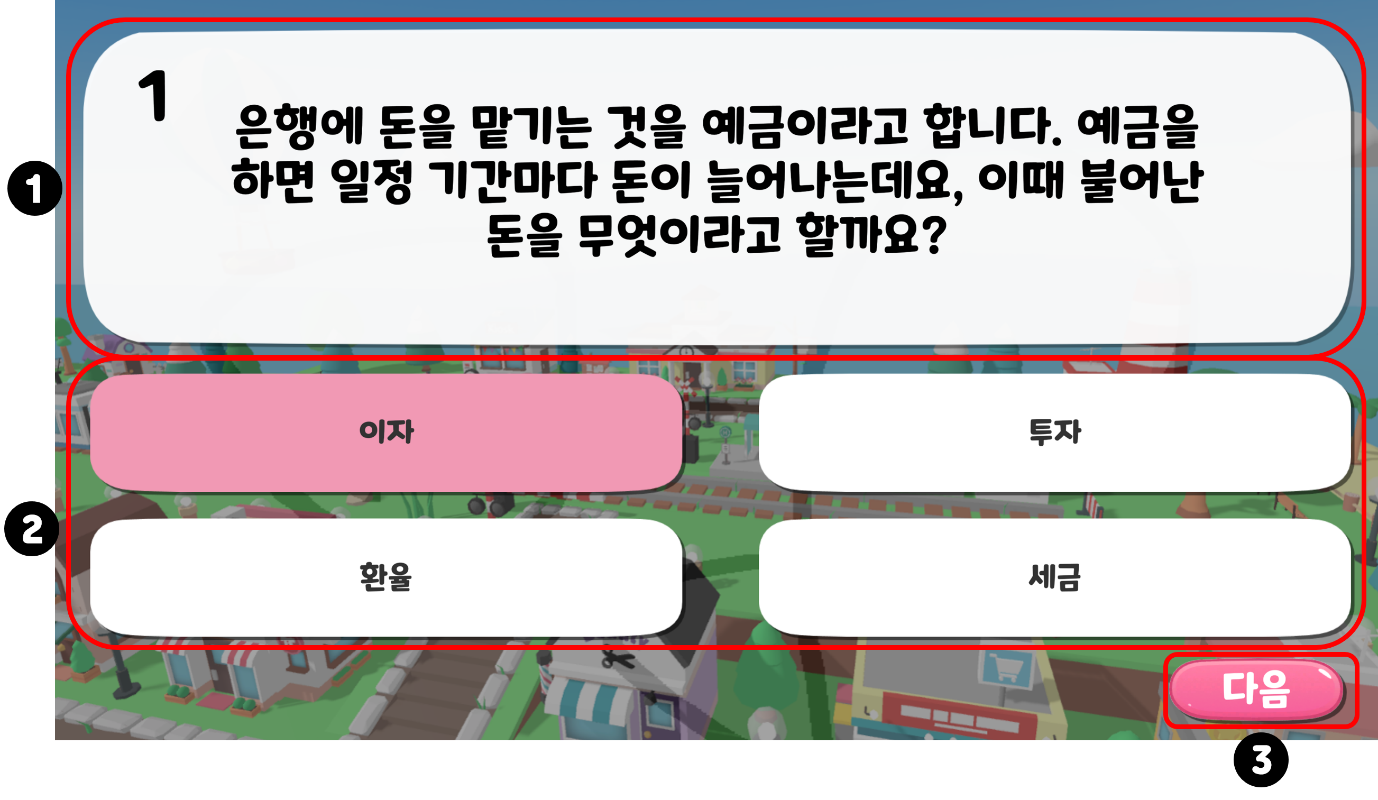 1
은행에 돈을 맡기는 것을 예금이라고 합니다. 예금을
하면 일정 기간마다 돈이 늘어나는데요, 이때 불어난
돈을 무엇이라고 할까요?
1
이자
투자
2
환율
세금
다음
3